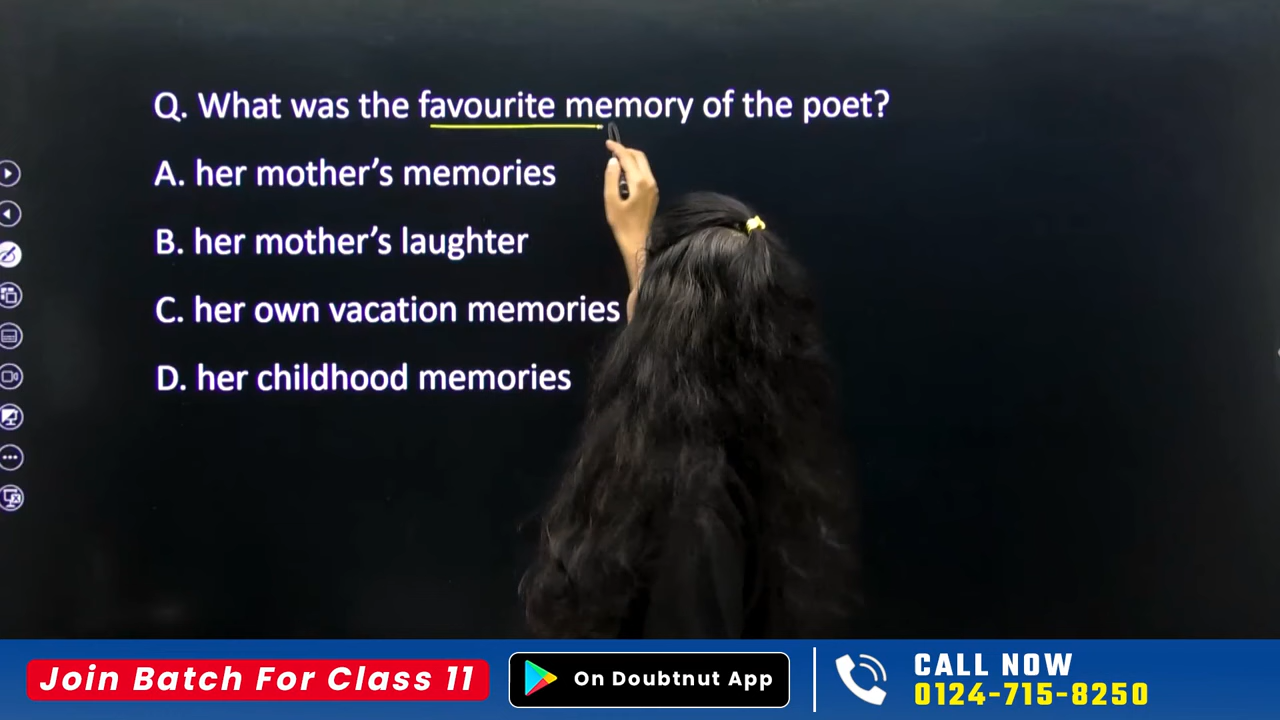 Q. What was the favourite memory of the poet?
A. her mother’s memories
B. her mother’s laughter
C. her own vacation memories
D. her childhood memories
Join Batch For Class 11
On Doubtnut App
CALL NOW
0124-715-8250